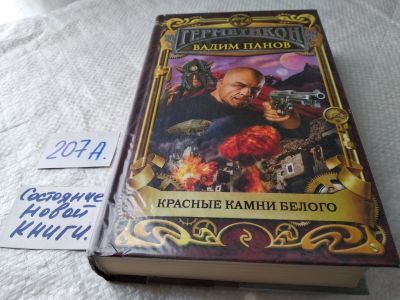 ГЕРМЕТИКОН
ВАДИМ ПАНОВ
КРАСНЫЕ КАМНИ БЕЛОГО
207А.
Состояние
новой
книги.